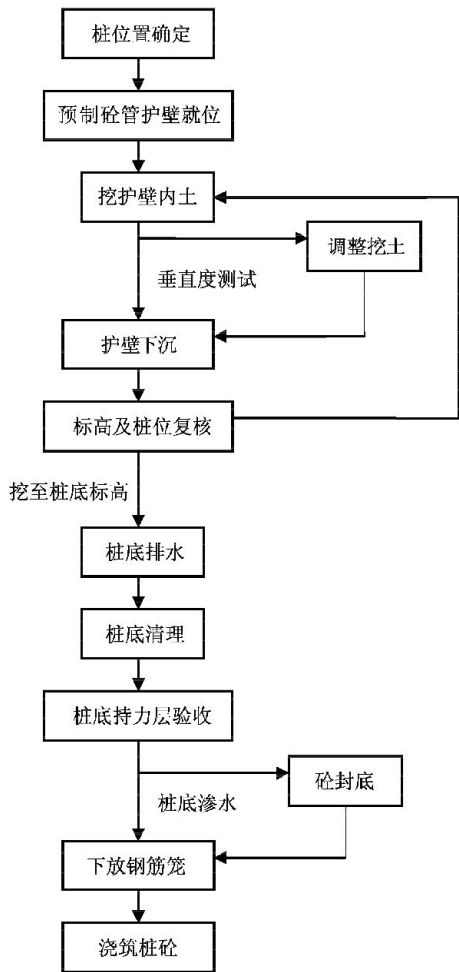 桩位置确定
预制砼管护壁就位
挖护壁内土
调整挖土
垂直度测试
护壁下沉
标高及桩位复核
挖至桩底标高
桩底排水
桩底清理
桩底持力层验收
砼封底
桩底渗水
下放钢筋笼
浇筑桩砼